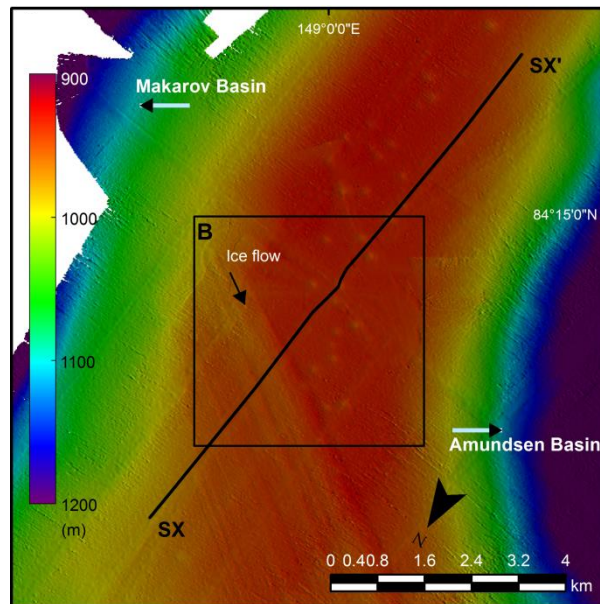 149°0'0"E
900
Makarov Basin
SX'
1000
84°15'0"N
B
Ice flow
1100
Amundsen Basin
1200
(m)
SX
N
0 0.40.8 1.6 2.4 3.2 4
km